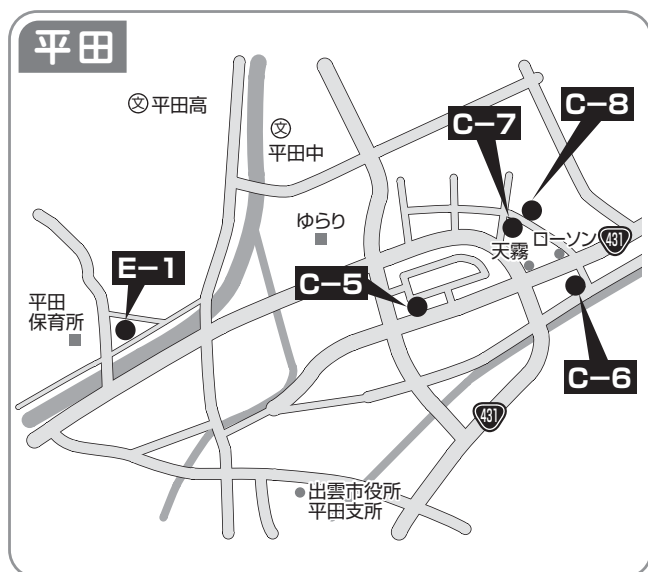 平田
文
平田高
文
平田中
C-8
C-7
ゆらり
天霧
ローソン
431
E-1
C-5
平田
保育所
C-6
431
出雲市役所
平田支所